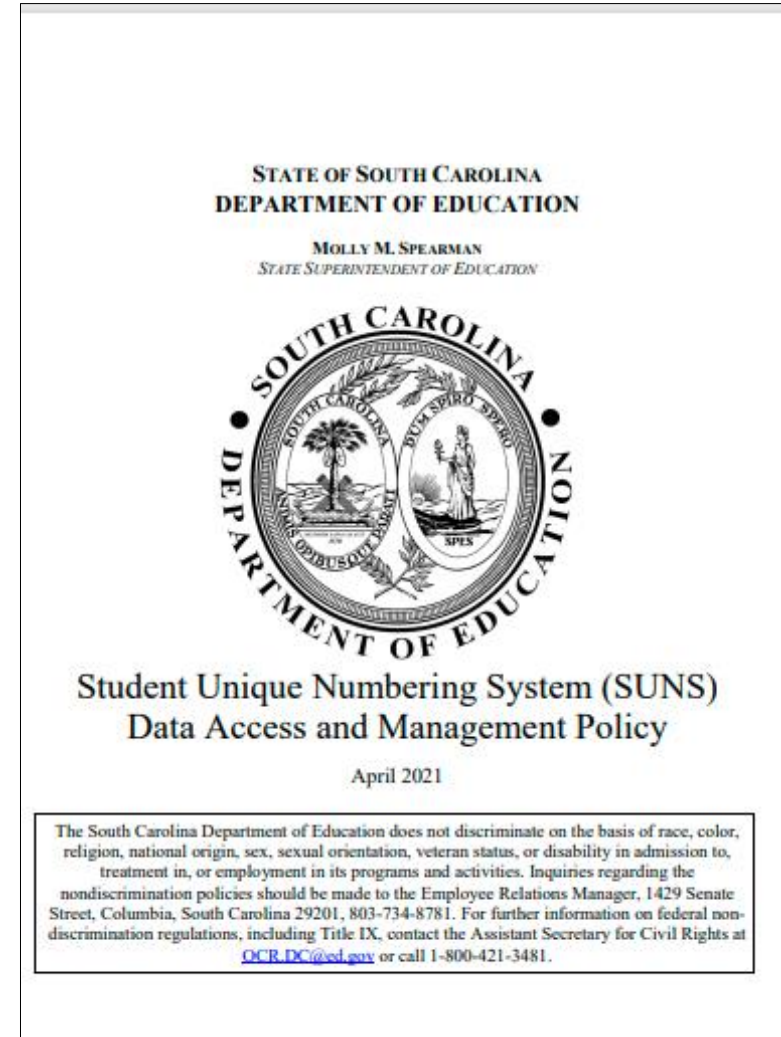 STATE OF SOUTH CAROLINA
DEPARTMENT OF EDUCATION
MOLLY M. SPEARMAN
STATE SUPERINTENDENT OF EDUCATION
SOUTH CAROLINA
DEPARTMENT OF EDUCATION
SOUTH CAROLINA
ANIMIS OPIBUSQUE PARATI
DUM SPIRO SPERO
SPES
Student Unique Numbering System (SUNS)
Data Access and Management Policy
April 2021
The South Carolina Department of Education does not discriminate on the basis of race, color,
religion, national origin, sex, sexual orientation, veteran status, or disability in admission to,
treatment in, or employment in its programs and activities. Inquiries regarding the
nondiscrimination policies should be made to the Employee Relations Manager, 1429 Senate
Street, Columbia, South Carolina 29201, 803-734-8781. For further information on federal non-
discrimination regulations, including Title IX, contact the Assistant Secretary for Civil Rights at
OCR.DC@ed.gov or call 1-800-421-3481.